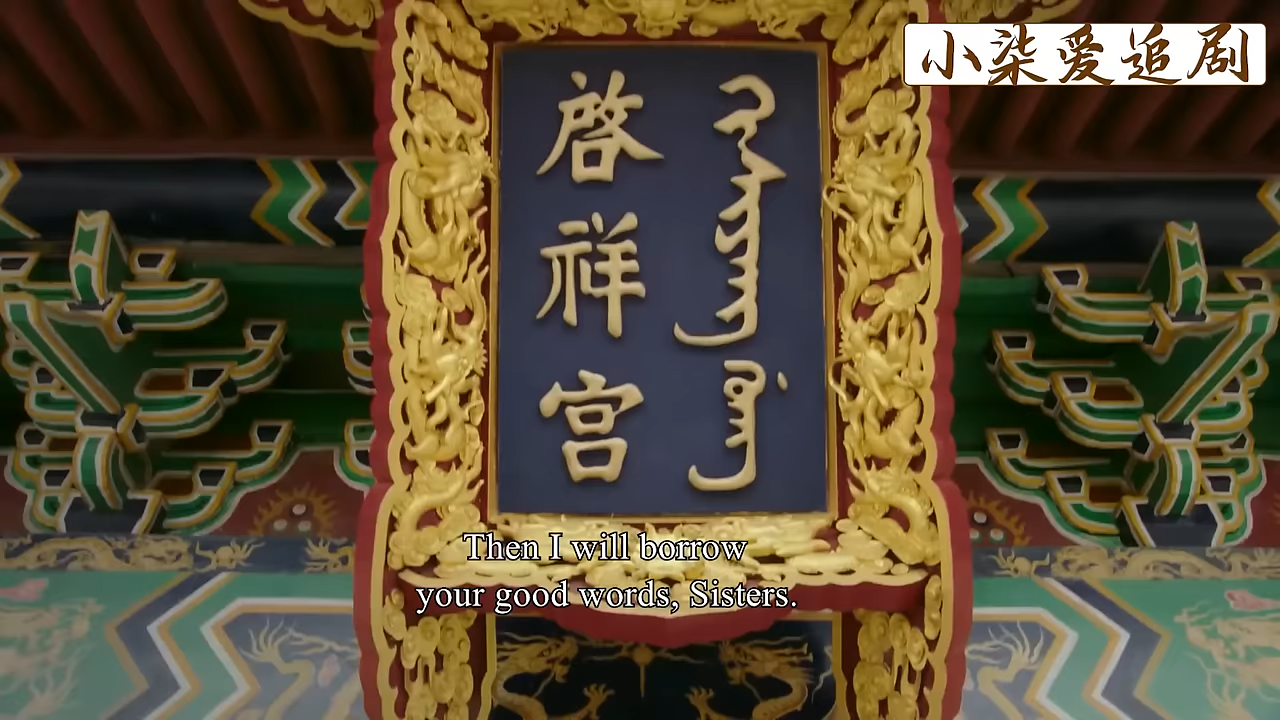 小柒爱追剧
啓祥宮
Then I will borrow
your good words, Sisters.